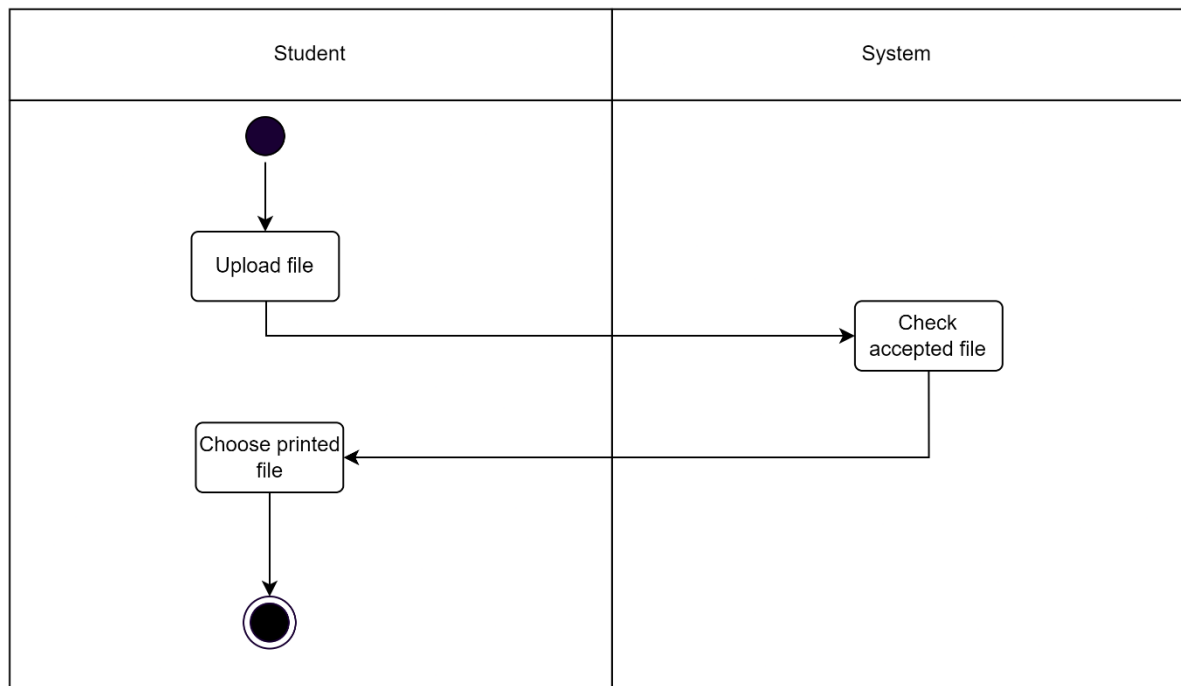 Student
System
Upload file
Check
accepted file
Choose printed
file